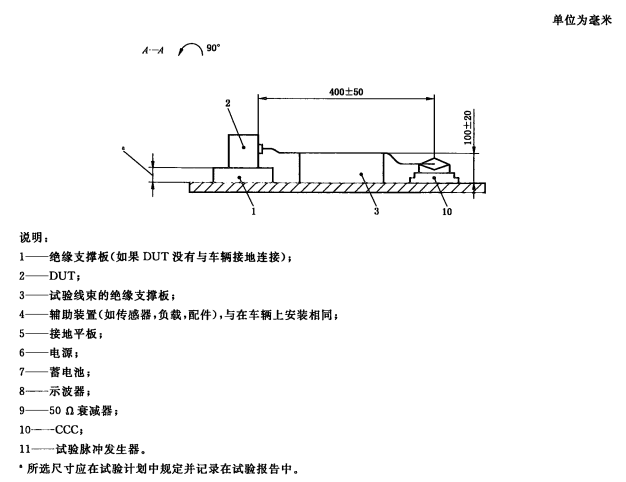 单位为毫米
A—A 90°
400±50
2
100±20
a
1
3
10
说明:
1——绝缘支撑板(如果 DUT 没有与车辆接地连接);
2——DUT;
3——试验线束的绝缘支撑板;
4——辅助装置(如传感器,负载,配件),与在车辆上安装相同;
5——接地平板;
6——电源;
7——蓄电池;
8——示波器;
9——50 Ω 衰减器;
10——CCC;
11——试验脉冲发生器。
ᵃ 所选尺寸应在试验计划中规定并记录在试验报告中。